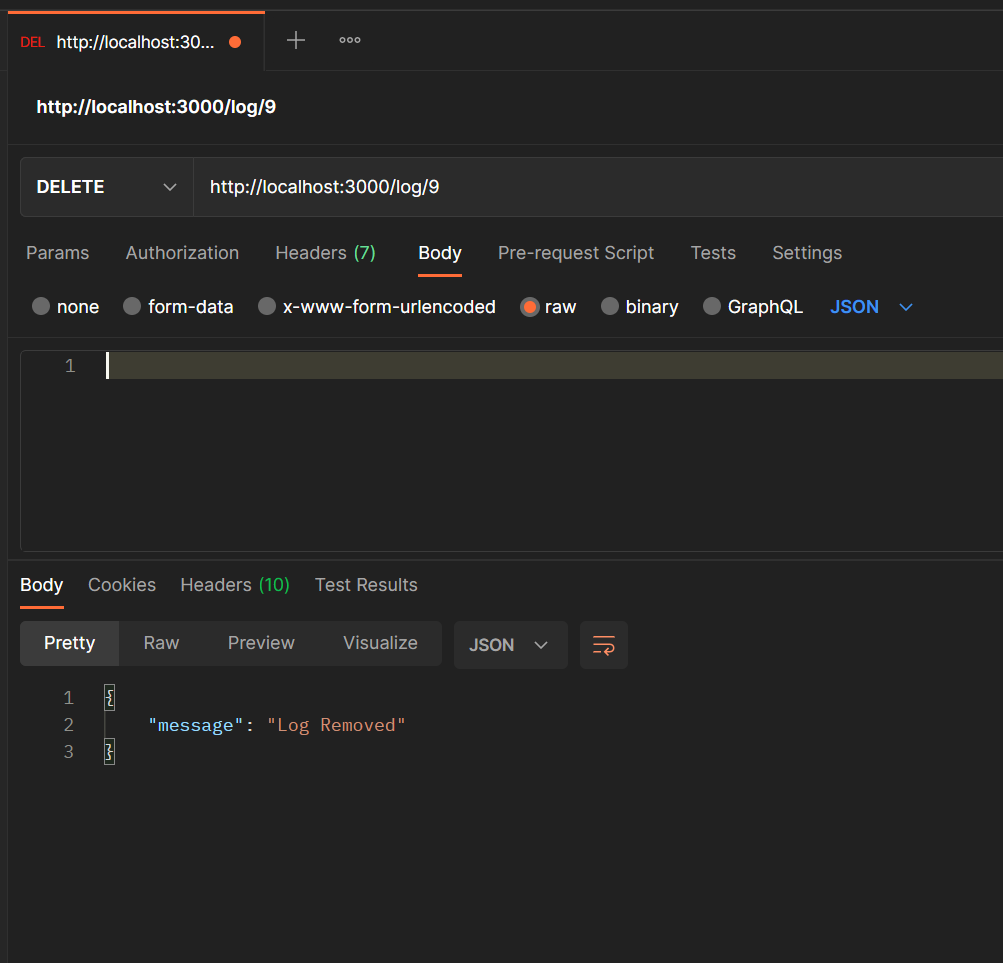 DEL http://localhost:30...
http://localhost:3000/log/9
DELETE http://localhost:3000/log/9
Params Authorization Headers (7) Body Pre-request Script Tests Settings
none form-data x-www-form-urlencoded raw binary GraphQL JSON
1
Body Cookies Headers (10) Test Results
Pretty Raw Preview Visualize JSON
1 {
2 "message": "Log Removed"
3 }